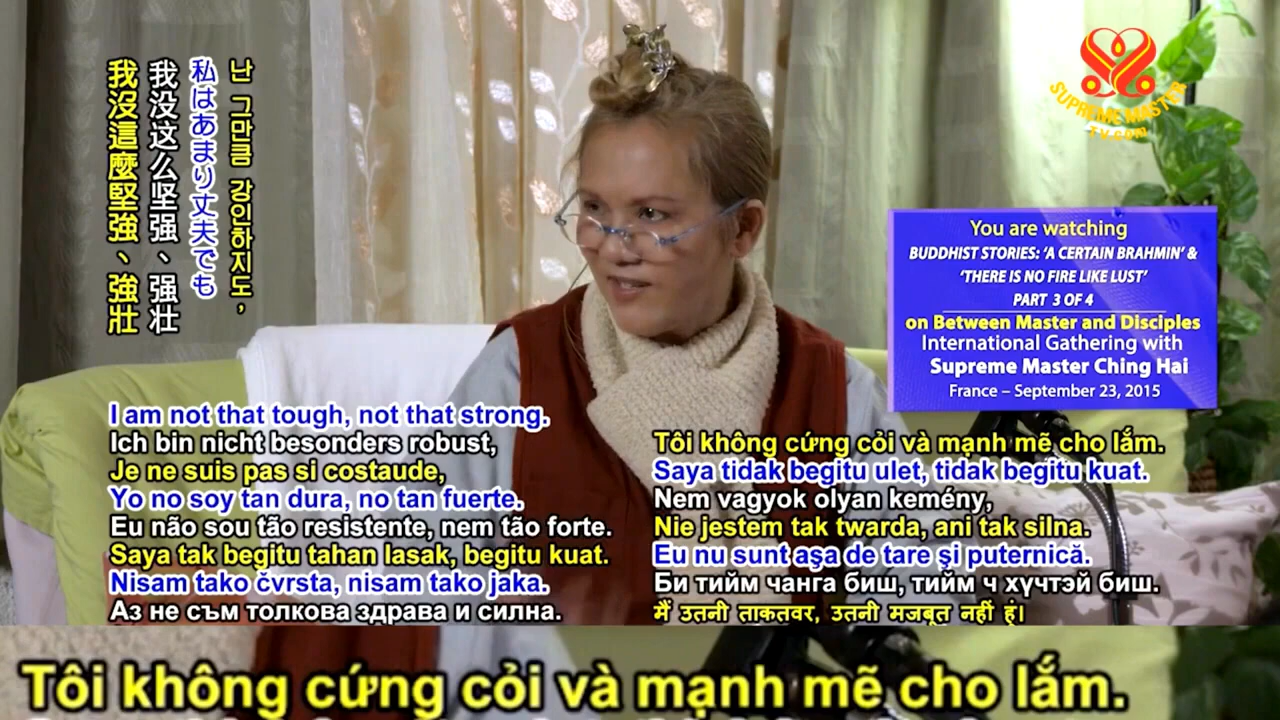 난 그만큼 강인하지도,
私はあまり丈夫でも
我没这么坚强、强壮
我沒這麼堅強、強壯
SUPREME MASTER
TV.COM
You are watching
BUDDHIST STORIES: ‘A CERTAIN BRAHMIN’ &
‘THERE IS NO FIRE LIKE LUST’
PART 3 OF 4
on Between Master and Disciples
International Gathering with
Supreme Master Ching Hai
France – September 23, 2015
I am not that tough, not that strong.
Ich bin nicht besonders robust,
Je ne suis pas si costaude,
Yo no soy tan dura, no tan fuerte.
Eu não sou tão resistente, nem tão forte.
Saya tak begitu tahan lasak, begitu kuat.
Nisam tako čvrsta, nisam tako jaka.
Аз не съм толкова здрава и силна.
Tôi không cứng cỏi và mạnh mẽ cho lắm.
Saya tidak begitu ulet, tidak begitu kuat.
Nem vagyok olyan kemény,
Nie jestem tak twarda, ani tak silna.
Eu nu sunt aşa de tare şi puternică.
Би тийм чанга биш, тийм ч хүчтэй биш.
मैं उतनी ताकतवर, उतनी मजबूत नहीं हूं।
Tôi không cứng cỏi và mạnh mẽ cho lắm.